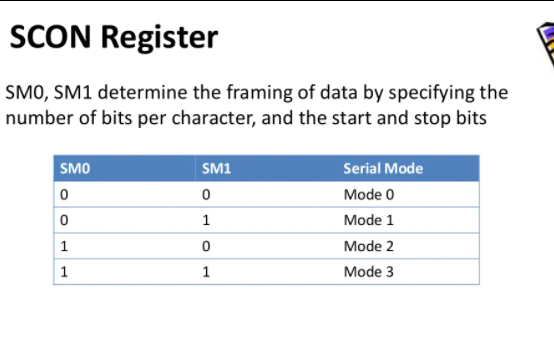 SCON Register
SM0, SM1 determine the framing of data by specifying the
number of bits per character, and the start and stop bits
SM0 SM1 Serial Mode
0 0 Mode 0
0 1 Mode 1
1 0 Mode 2
1 1 Mode 3